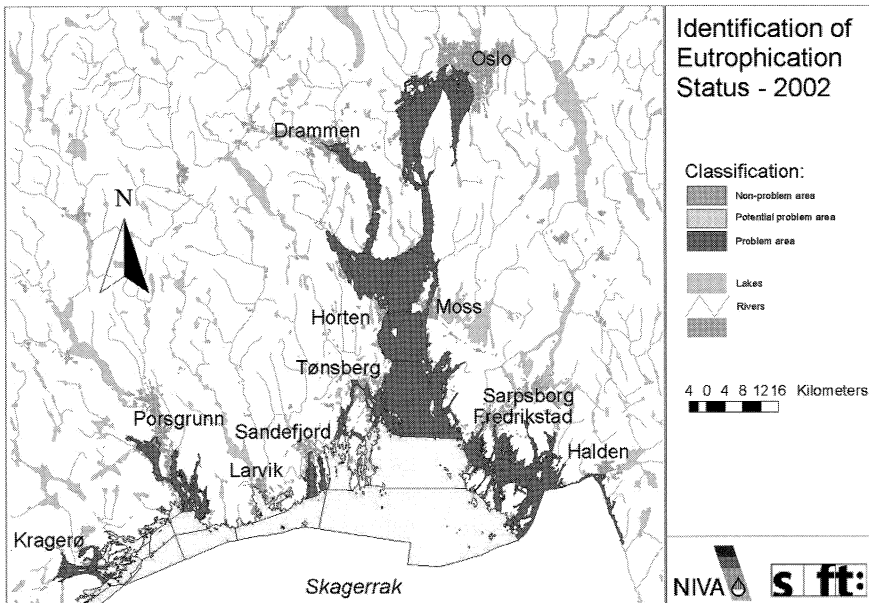 Oslo
Drammen
N
Horten
Moss
Tønsberg
Sarpsborg
Fredrikstad
Porsgrunn
Sandefjord
Halden
Larvik
Kragerø
Skagerrak
Identification of
Eutrophication
Status - 2002
Classification:
Non-problem area
Potential problem area
Problem area
Lakes
Rivers
4 0 4 8 12 16 Kilometers
NIVA
sft: